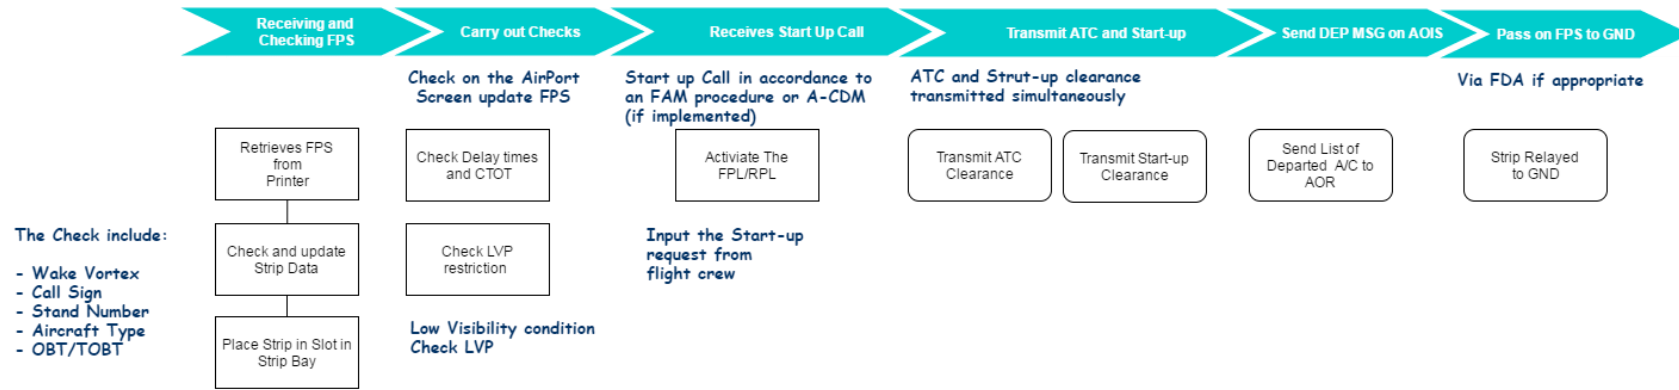 Receiving and
Checking FPS
Carry out Checks
Receives Start Up Call
Transmit ATC and Start-up
Send DEP MSG on AOIS
Pass on FPS to GND
Check on the AirPort
Screen update FPS
Start up Call in accordance to
an FAM procedure or A-CDM
(if implemented)
ATC and Strut-up clearance
transmitted simultaneously
Via FDA if appropriate
Retrieves FPS
from
Printer
Check Delay times
and CTOT
Activiate The
FPL/RPL
Transmit ATC
Clearance
Transmit Start-up
Clearance
Send List of
Departed A/C to
AOR
Strip Relayed
to GND
The Check include:
- Wake Vortex
- Call Sign
- Stand Number
- Aircraft Type
- OBT/TOBT
Check and update
Strip Data
Check LVP
restriction
Input the Start-up
request from
flight crew
Place Strip in Slot in
Strip Bay
Low Visibility condition
Check LVP